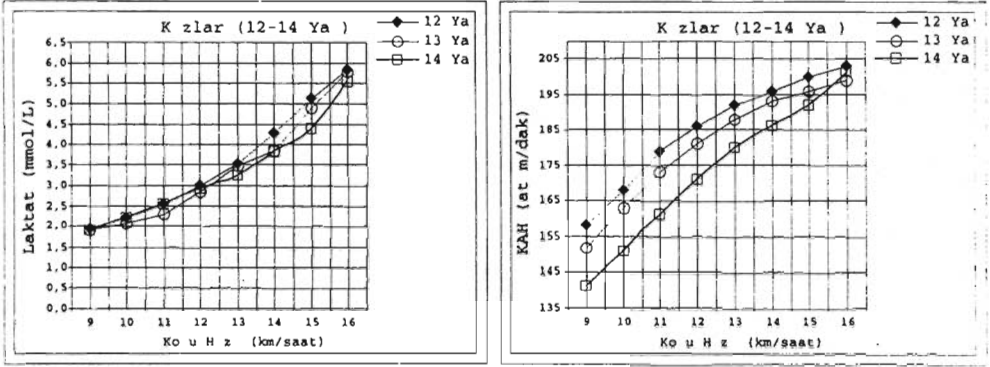 K zlar (12-14 Ya )
12 Ya
13 Ya
14 Ya
Laktat (mmol/L)
6,5
6,0
5,5
5,0
4,5
4,0
3,5
3,0
2,5
2,0
1,5
1,0
0,5
0,0
9 10 11 12 13 14 15 16
Ko u H z (km/saat)
K zlar (12-14 Ya )
12 Ya
13 Ya
14 Ya
KAH (at m/dak)
205
195
185
175
165
155
145
135
9 10 11 12 13 14 15 16
Ko u H z (km/saat)